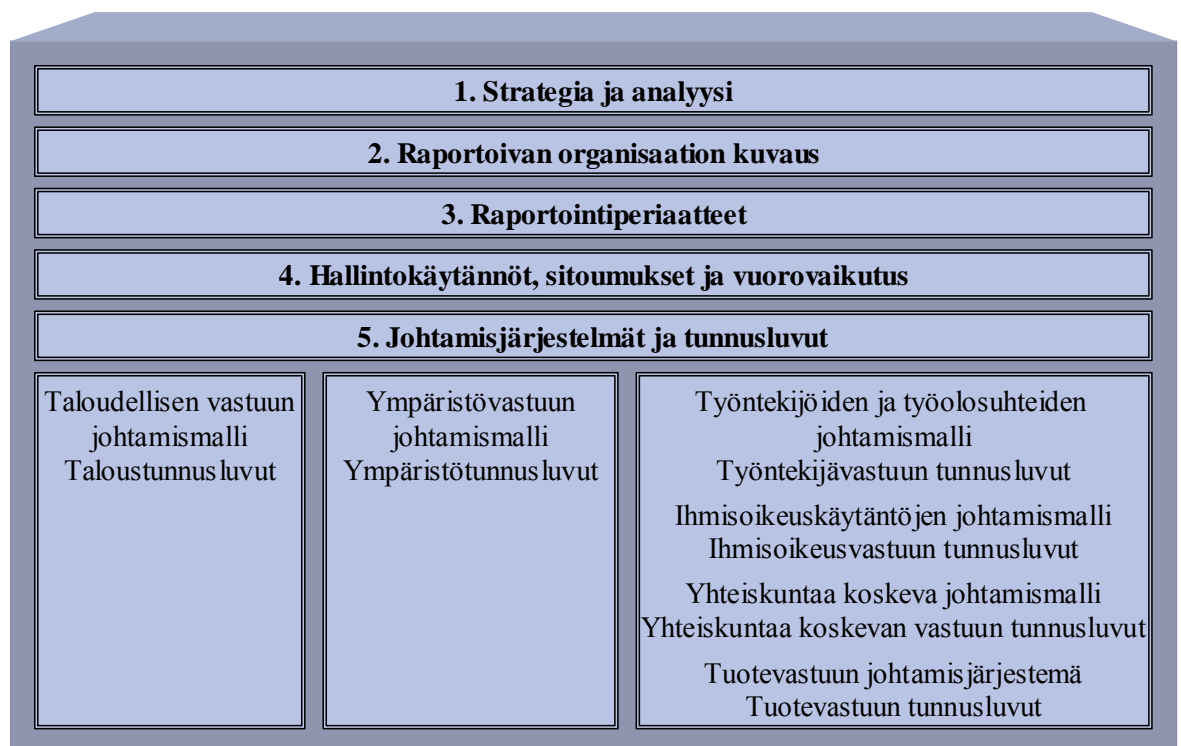 1. Strategia ja analyysi
2. Raportoivan organisaation kuvaus
3. Raportointiperiaatteet
4. Hallintokäytännöt, sitoumukset ja vuorovaikutus
5. Johtamisjärjestelmät ja tunnusluvut
Taloudellisen vastuun
johtamismalli
Taloustunnusluvut
Ympäristövastuun
johtamismalli
Ympäristötunnusluvut
Työntekijöiden ja työolosuhteiden
johtamismalli
Työntekijävastuun tunnusluvut
Ihmisoikeuskäytäntöjen johtamismalli
Ihmisoikeusvastuun tunnusluvut
Yhteiskuntaa koskeva johtamismalli
Yhteiskuntaa koskevan vastuun tunnusluvut
Tuotevastuun johtamisjärjestemä
Tuotevastuun tunnusluvut